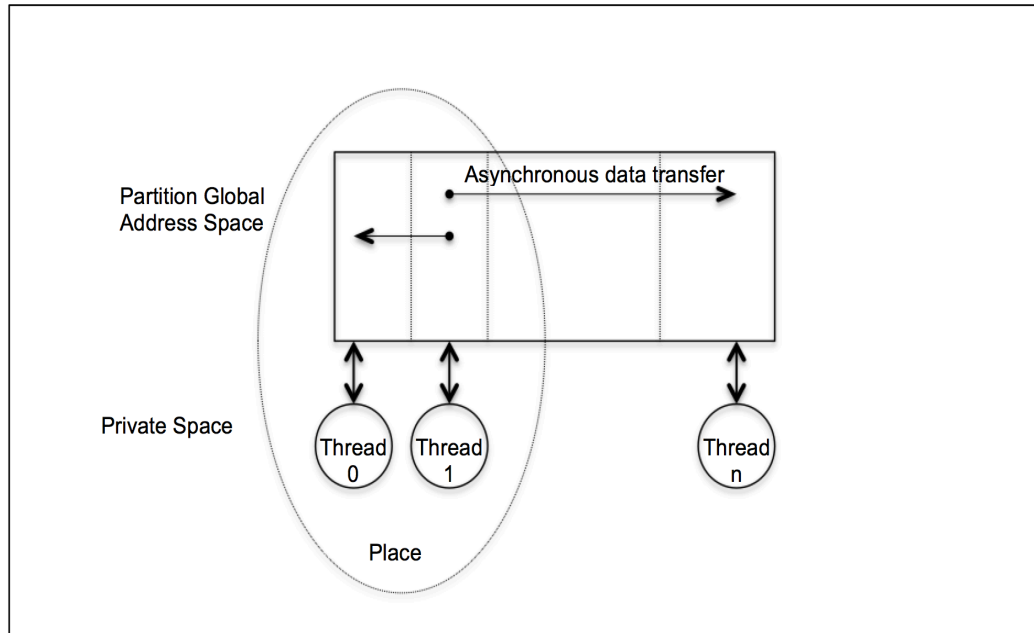 Asynchronous data transfer
Partition Global
Address Space
Private Space
Thread
0
Thread
1
Thread
n
Place